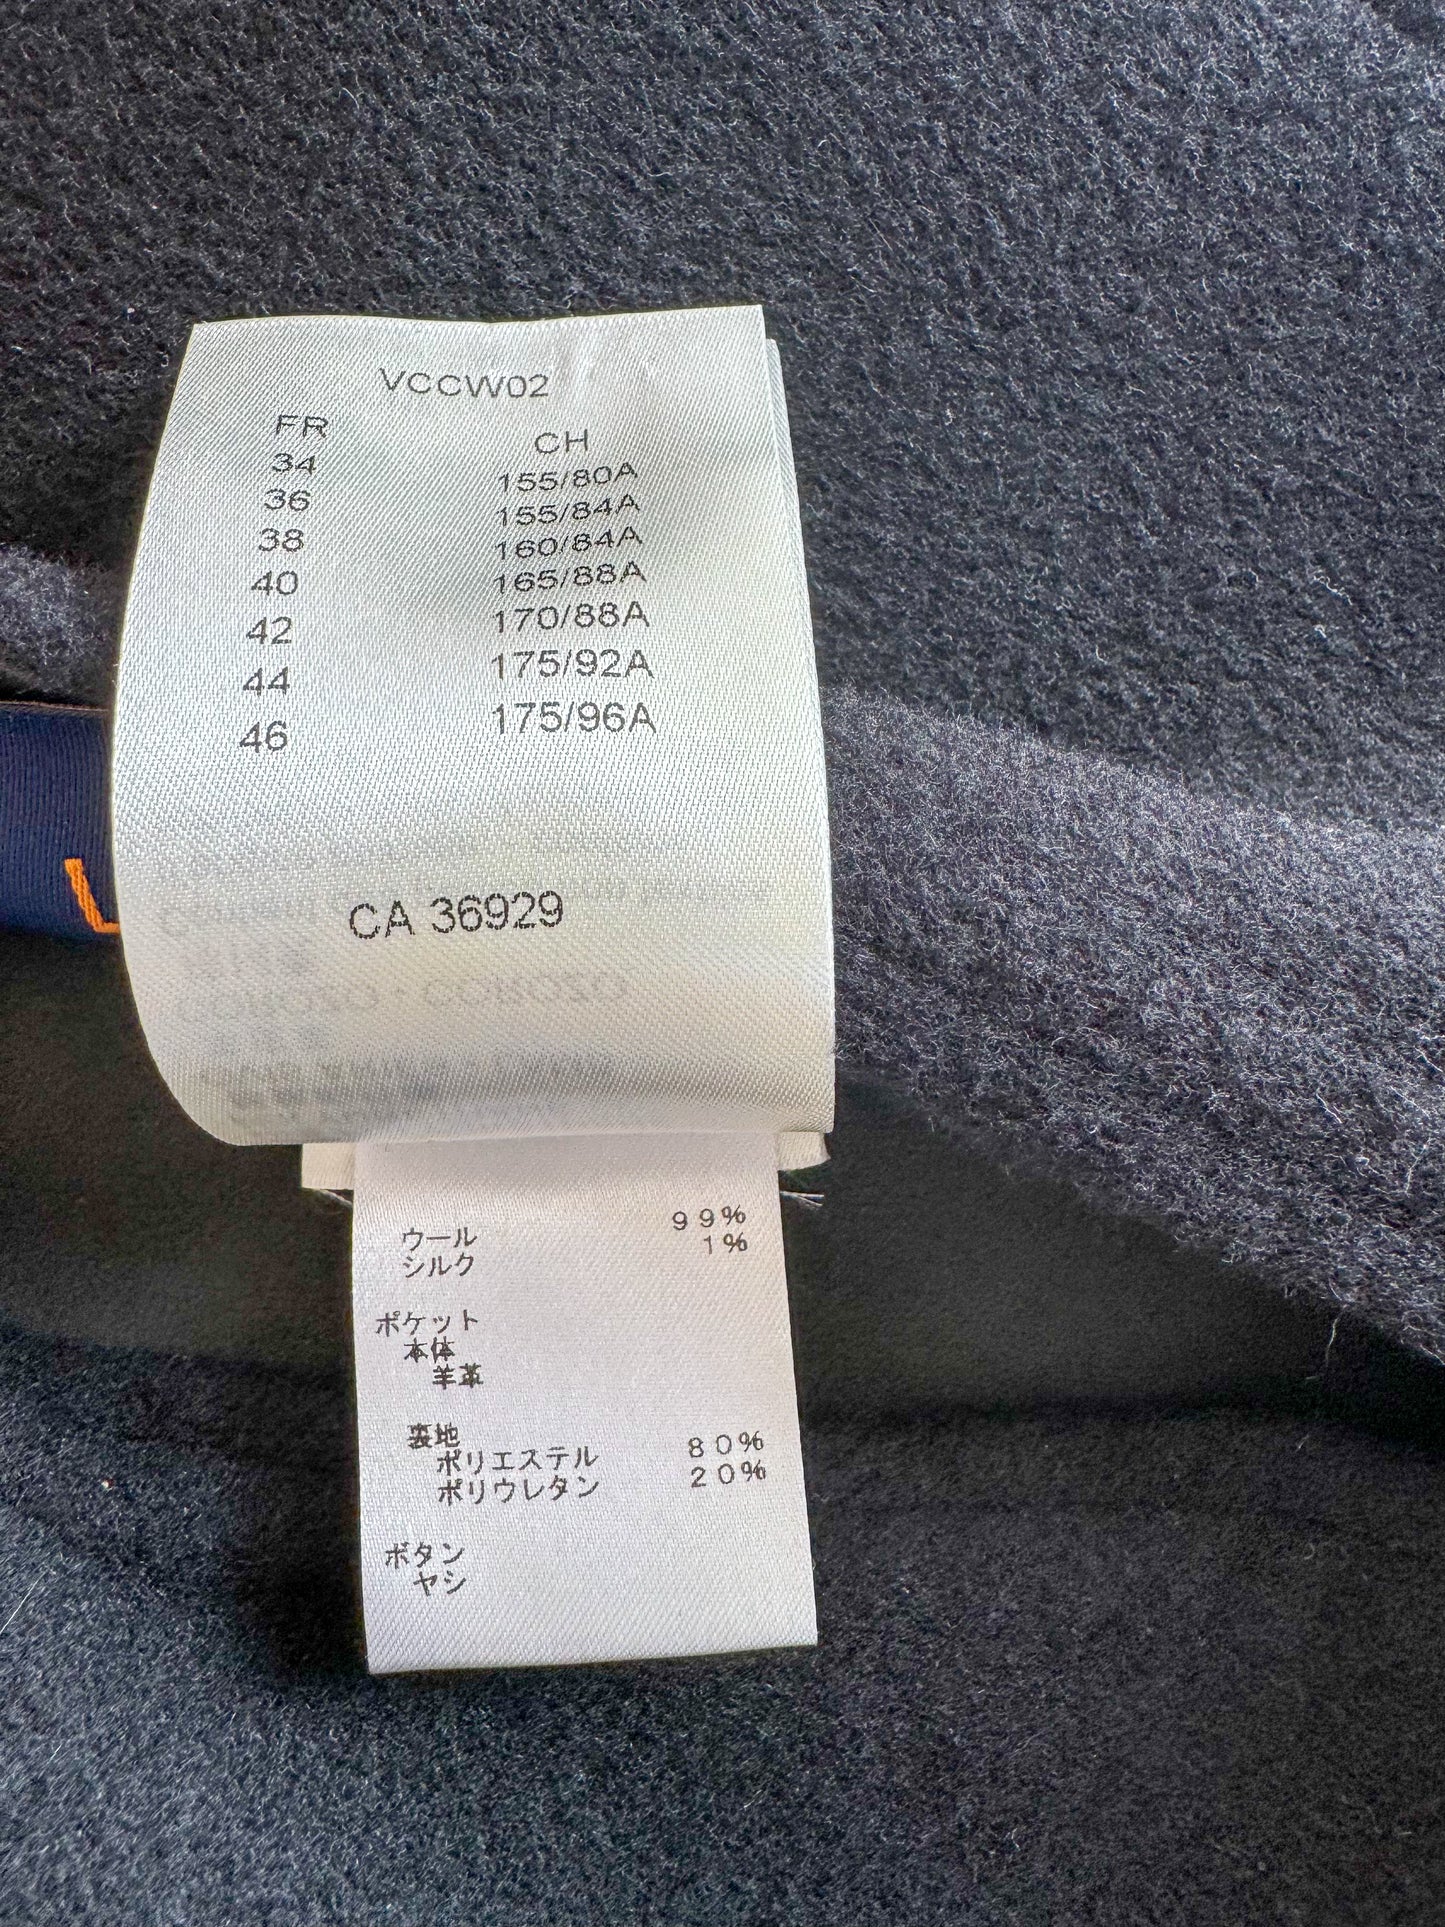 VCCW02
FR CH
34 155/80A
36 155/84A
38 160/84A
40 165/88A
42 170/88A
44 175/92A
46 175/96A
CA 36929
ウール 99%
シルク 1%
ポケット
本体
羊革
裏地
ポリエステル 80%
ポリウレタン 20%
ボタン
ヤシ